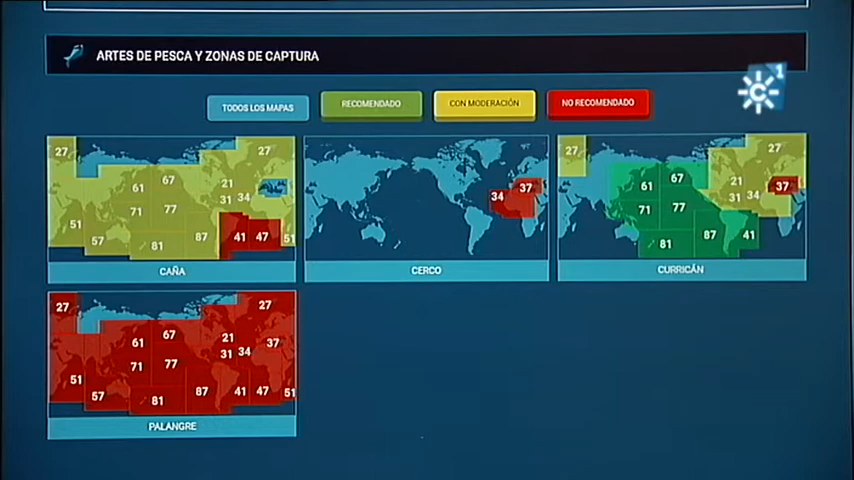 ARTES DE PESCA Y ZONAS DE CAPTURA
1
C
TODOS LOS MAPAS
RECOMENDADO
CON MODERACIÓN
NO RECOMENDADO
27 27
61 67 21
31 34
71 77
51 57 81 87 41 47 51
CAÑA
34 37
CERCO
27 27
61 67 21 37
31 34
71 77
81 87 41
CURRICÁN
27 27
61 67 21 37
31 34
71 77
51 57 81 87 41 47 51
PALANGRE